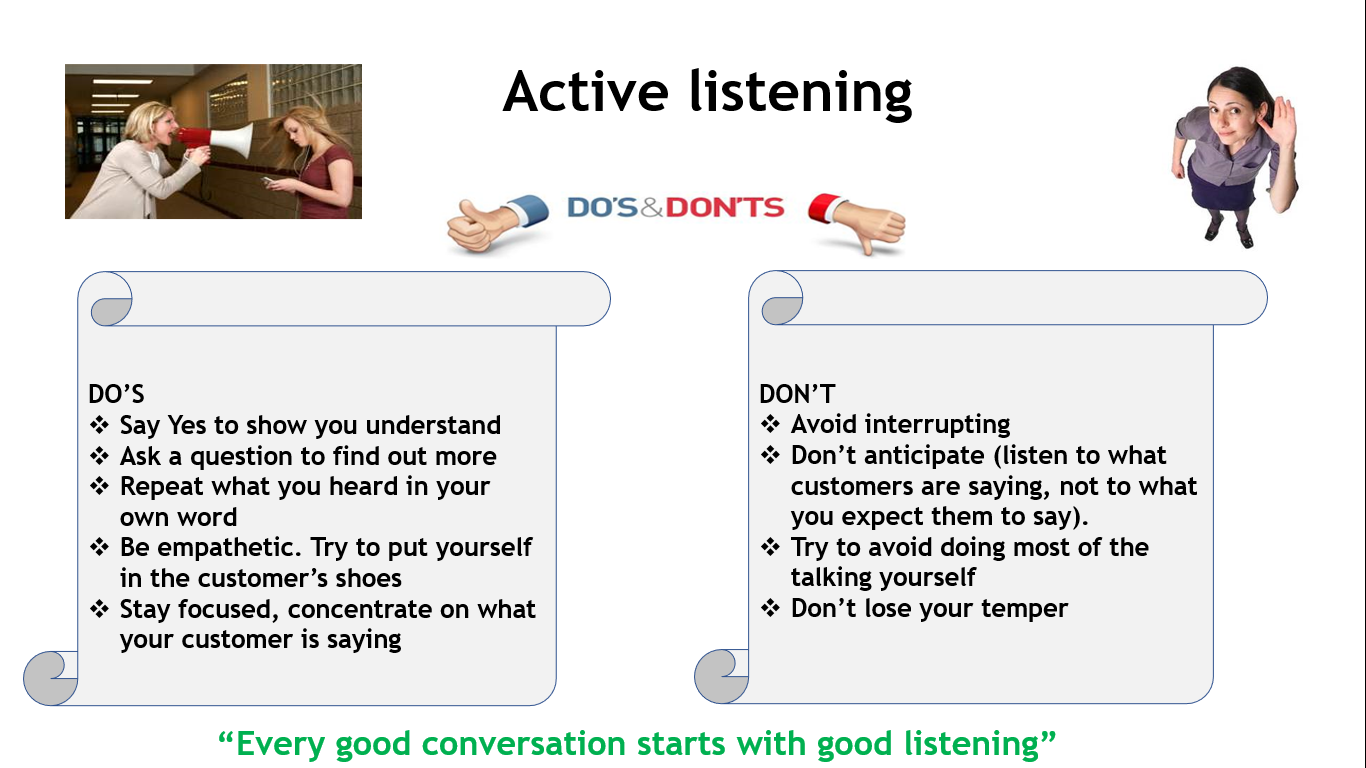 Active listening
DO'S&DON'TS
DO’S
❖ Say Yes to show you understand
❖ Ask a question to find out more
❖ Repeat what you heard in your
own word
❖ Be empathetic. Try to put yourself
in the customer’s shoes
❖ Stay focused, concentrate on what
your customer is saying
DON’T
❖ Avoid interrupting
❖ Don’t anticipate (listen to what
customers are saying, not to what
you expect them to say).
❖ Try to avoid doing most of the
talking yourself
❖ Don’t lose your temper
“Every good conversation starts with good listening”